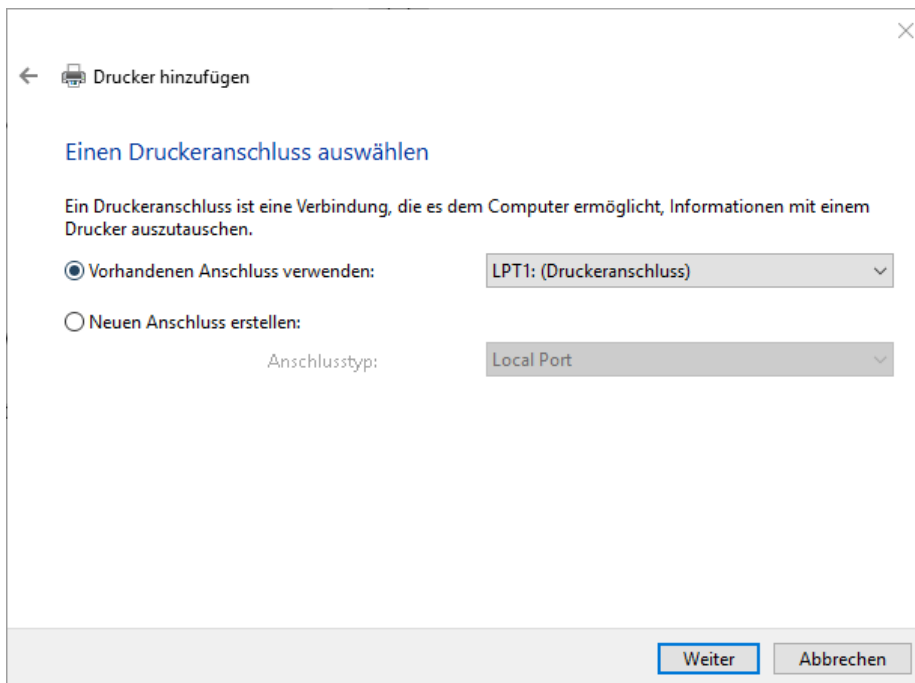 Drucker hinzufügen
Einen Druckeranschluss auswählen
Ein Druckeranschluss ist eine Verbindung, die es dem Computer ermöglicht, Informationen mit einem
Drucker auszutauschen.
Vorhandenen Anschluss verwenden: LPT1: (Druckeranschluss)
Neuen Anschluss erstellen:
Anschlusstyp: Local Port
Weiter Abbrechen